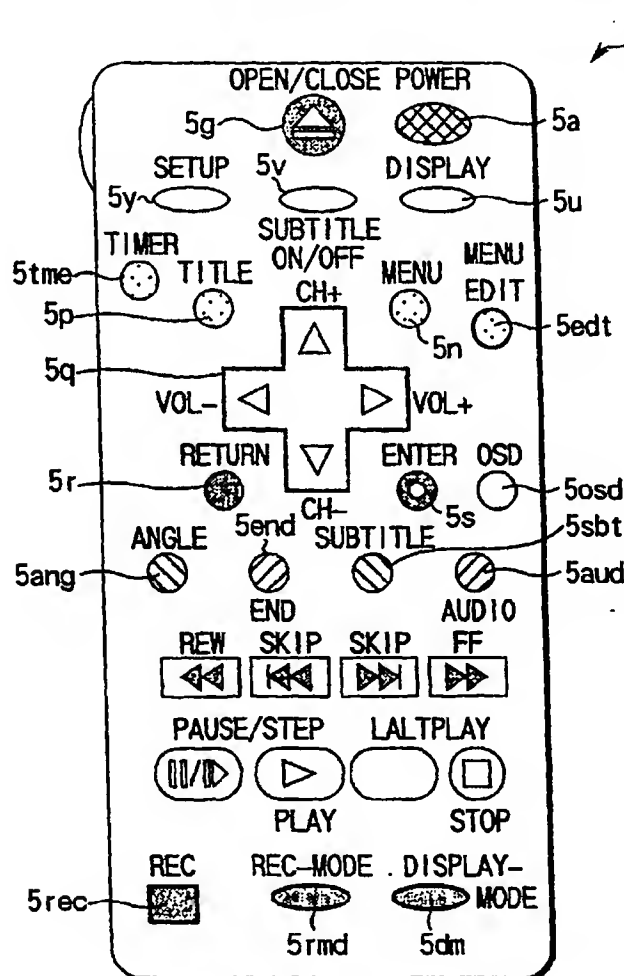 OPEN/CLOSE POWER
5g 5a
SETUP 5v DISPLAY
5y 5u
SUBTITLE
ON/OFF
TIMER TITLE MENU MENU
EDIT
5tme CH+
5p 5n 5edt
5q
VOL- VOL+
RETURN ENTER OSD
5r 5s 5osd
CH-
ANGLE 5end SUBTITLE 5sbt
5ang 5aud
END AUDIO
REW SKIP SKIP FF
PAUSE/STEP LALTPLAY
PLAY STOP
REC REC-MODE . DISPLAY-
MODE
5rec
5rmd 5dm